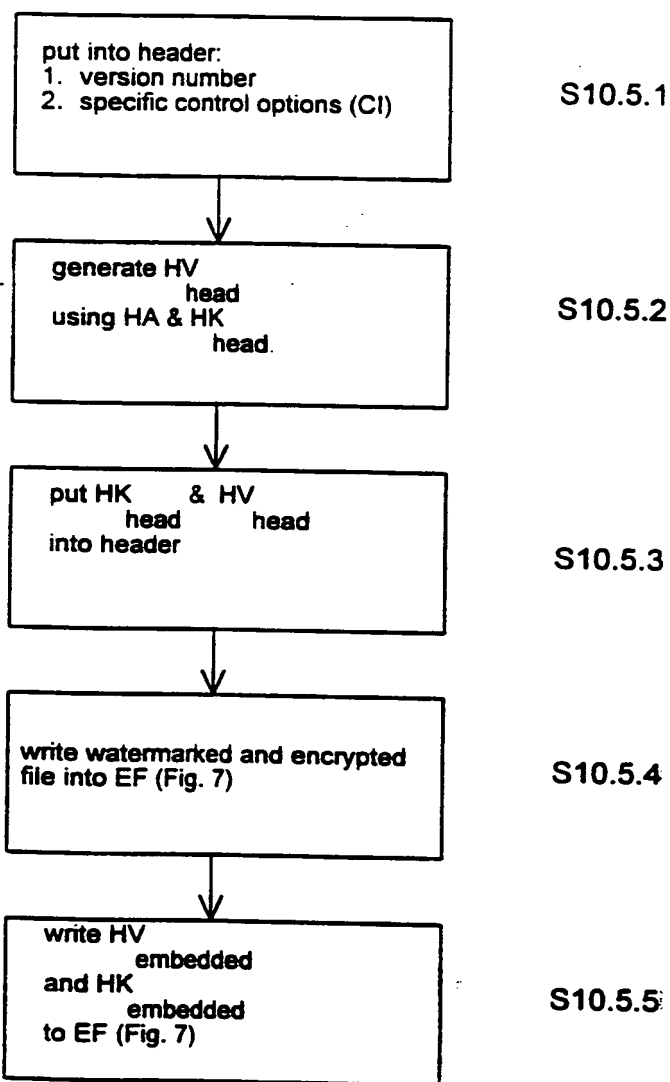 put into header:
1. version number
2. specific control options (CI)
S10.5.1
generate HV
head
using HA & HK
head
S10.5.2
put HK & HV
head head
into header
S10.5.3
write watermarked and encrypted
file into EF (Fig. 7)
S10.5.4
write HV
embedded
and HK
embedded
to EF (Fig. 7)
S10.5.5